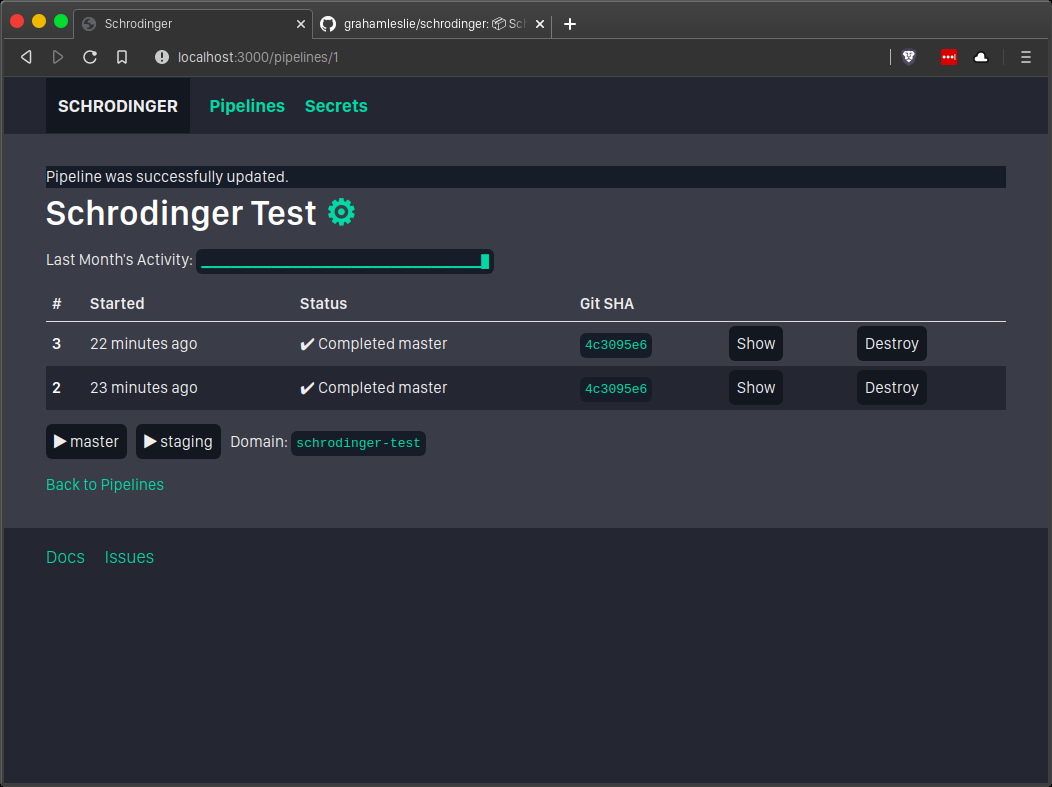 Schrodinger
grahamleslie/schrodinger: Sc
localhost:3000/pipelines/1
SCHRODINGER Pipelines Secrets
Pipeline was successfully updated.
Schrodinger Test
Last Month's Activity:
# Started Status Git SHA
3 22 minutes ago ✔ Completed master 4c3095e6 Show Destroy
2 23 minutes ago ✔ Completed master 4c3095e6 Show Destroy
▶ master ▶ staging Domain: schrodinger-test
Back to Pipelines
Docs Issues